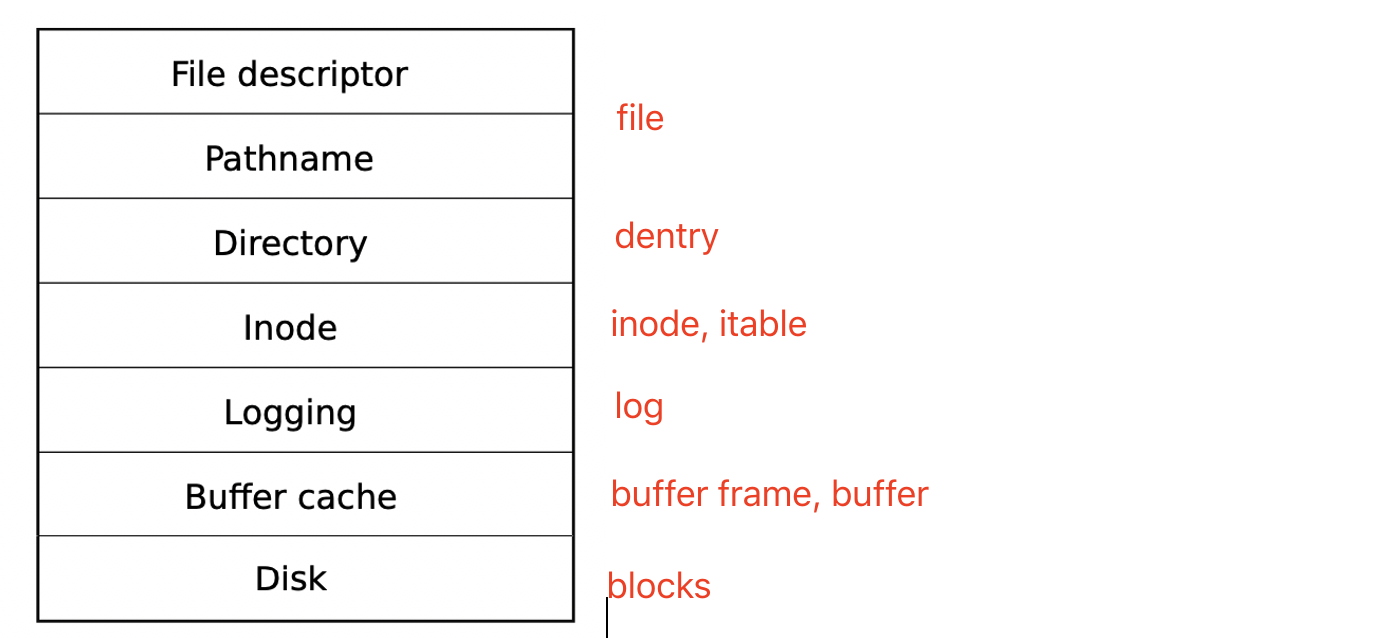 File descriptor
file
Pathname
Directory
dentry
Inode
inode, itable
Logging
log
Buffer cache
buffer frame, buffer
Disk
blocks